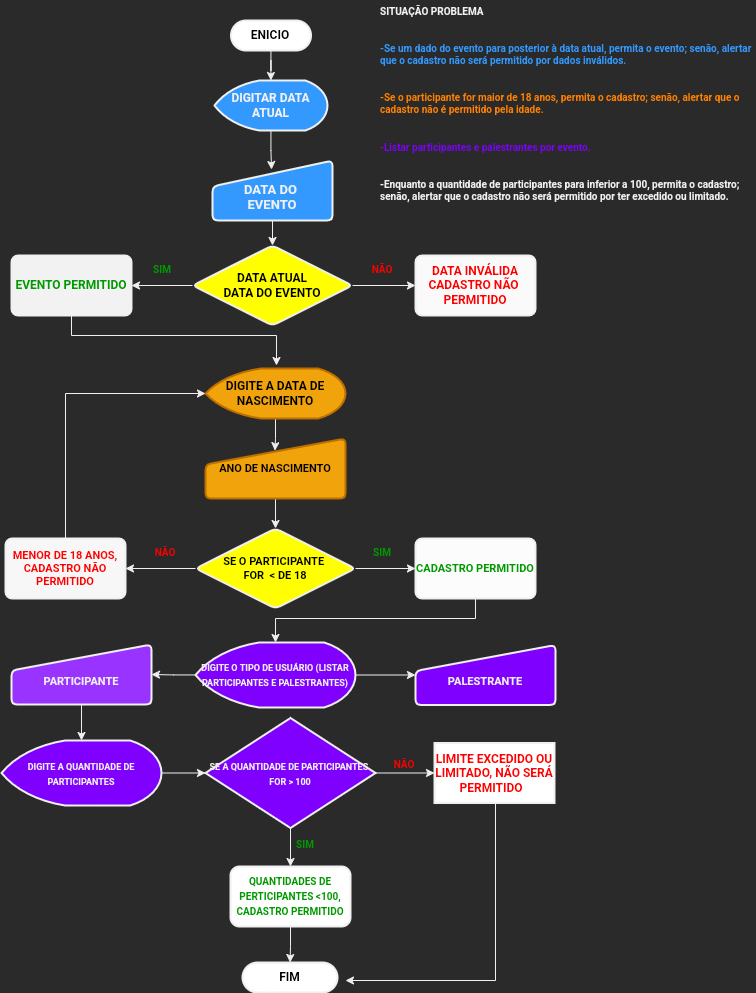 SITUAÇÃO PROBLEMA
-Se um dado do evento para posterior à data atual, permita o evento; senão, alertar
que o cadastro não será permitido por dados inválidos.
-Se o participante for maior de 18 anos, permita o cadastro; senão, alertar que o
cadastro não é permitido pela idade.
-Listar participantes e palestrantes por evento.
-Enquanto a quantidade de participantes para inferior a 100, permita o cadastro;
senão, alertar que o cadastro não será permitido por ter excedido ou limitado.
ENICIO
DIGITAR DATA
ATUAL
DATA DO
EVENTO
DATA ATUAL
DATA DO EVENTO
SIM
NÃO
EVENTO PERMITIDO
DATA INVÁLIDA
CADASTRO NÃO
PERMITIDO
DIGITE A DATA DE
NASCIMENTO
ANO DE NASCIMENTO
SE O PARTICIPANTE
FOR < DE 18
NÃO
SIM
MENOR DE 18 ANOS,
CADASTRO NÃO
PERMITIDO
CADASTRO PERMITIDO
DIGITE O TIPO DE USUÁRIO (LISTAR
PARTICIPANTES E PALESTRANTES)
PARTICIPANTE
PALESTRANTE
DIGITE A QUANTIDADE DE
PARTICIPANTES
SE A QUANTIDADE DE PARTICIPANTES
FOR > 100
NÃO
LIMITE EXCEDIDO OU
LIMITADO, NÃO SERÁ
PERMITIDO
SIM
QUANTIDADES DE
PERTICIPANTES <100,
CADASTRO PERMITIDO
FIM